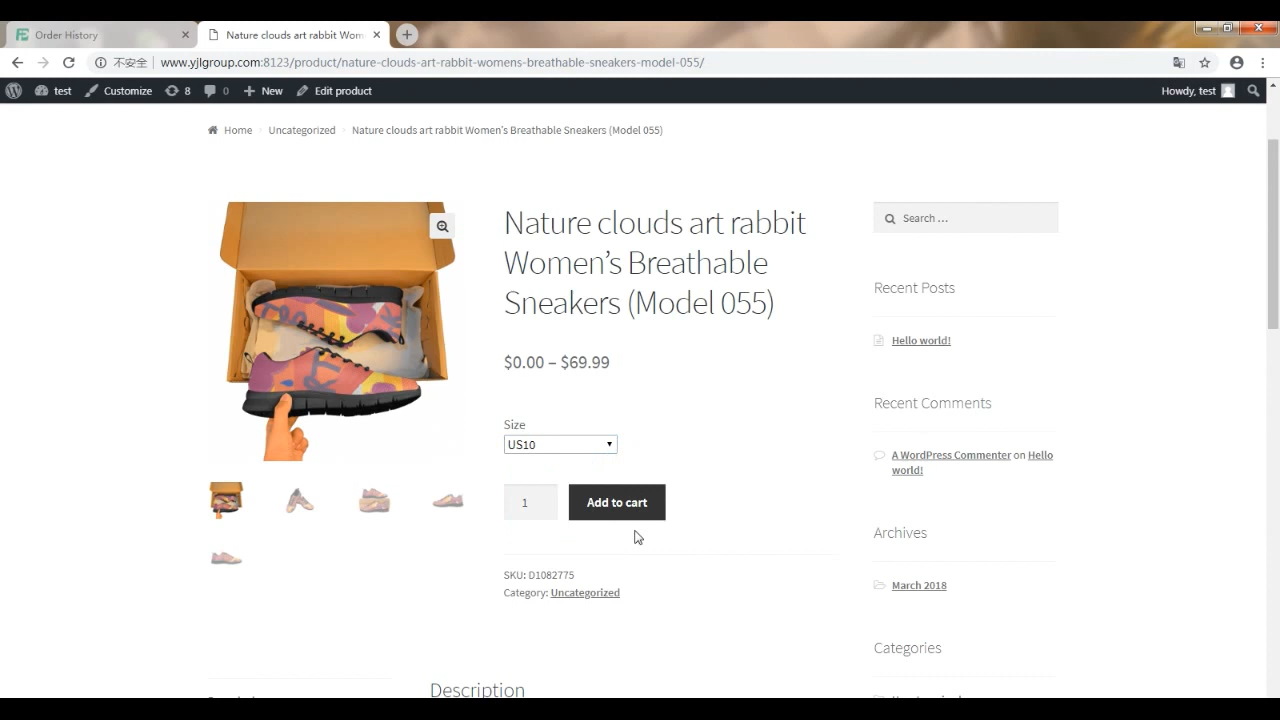 Order History
Nature clouds art rabbit Wom
不安全
www.yjlgroup.com:8123/product/nature-clouds-art-rabbit-womens-breathable-sneakers-model-055/
test
Customize
8
0
New
Edit product
Howdy, test
Home
Uncategorized
Nature clouds art rabbit Women's Breathable Sneakers (Model 055)
Nature clouds art rabbit
Women’s Breathable
Sneakers (Model 055)
$0.00 – $69.99
Size
US10
1
Add to cart
SKU: D1082775
Category: Uncategorized
Description
Search …
Recent Posts
Hello world!
Recent Comments
A WordPress Commenter on Hello
world!
Archives
March 2018
Categories